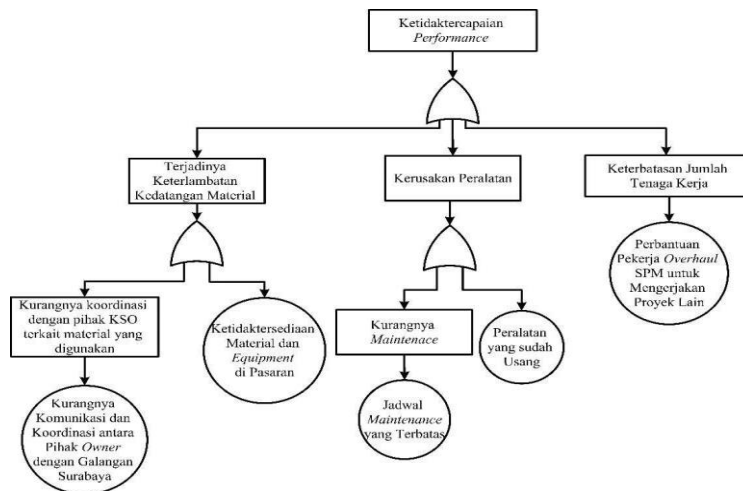 Ketidaktercapaian
Performance
Terjadinya
Keterlambatan
Kedatangan Material
Kerusakan Peralatan
Keterbatasan Jumlah
Tenaga Kerja
Kurangnya koordinasi
dengan pihak KSO
terkait material yang
digunakan
Ketidaktersediaan
Material dan
Equipment
di Pasaran
Kurangnya
Maintenace
Peralatan
yang sudah
Usang
Perbantuan
Pekerja Overhaul
SPM untuk
Mengerjakan
Proyek Lain
Kurangnya
Komunikasi dan
Koordinasi antara
Pihak Owner
dengan Galangan
Surabaya
Jadwal
Maintenance
yang Terbatas